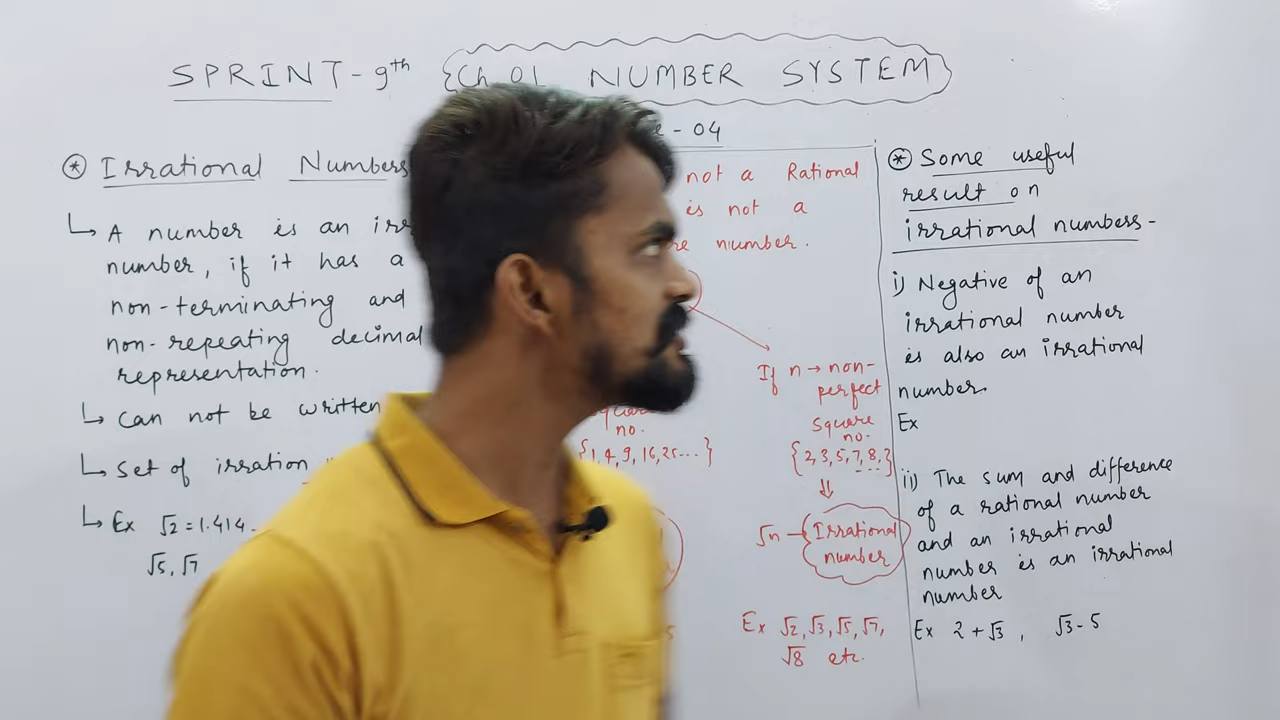 SPRINT-9th Ch-01 NUMBER SYSTEM
- 04
* Irrational Numbers
↳ A number is an
number, if it has a
non-terminating and
non-repeating decimal
representation.
↳ Can not be written
↳ Set of irration
↳ Ex √2 = 1.414
√5, √7
not a Rational
is not a
number.
square
no.
{1,4,9,16,25...}
If n → non-
perfect
square
no.
{2,3,5,7,8,...}
⇓
√n → Irrational
number
Ex √2, √3, √5, √7,
√8 etc.
* Some useful
result on
irrational numbers-
i) Negative of an
irrational number
is also an irrational
number.
Ex
ii) The sum and difference
of a rational number
and an irrational
number is an irrational
number
Ex 2 + √3 , √3 - 5